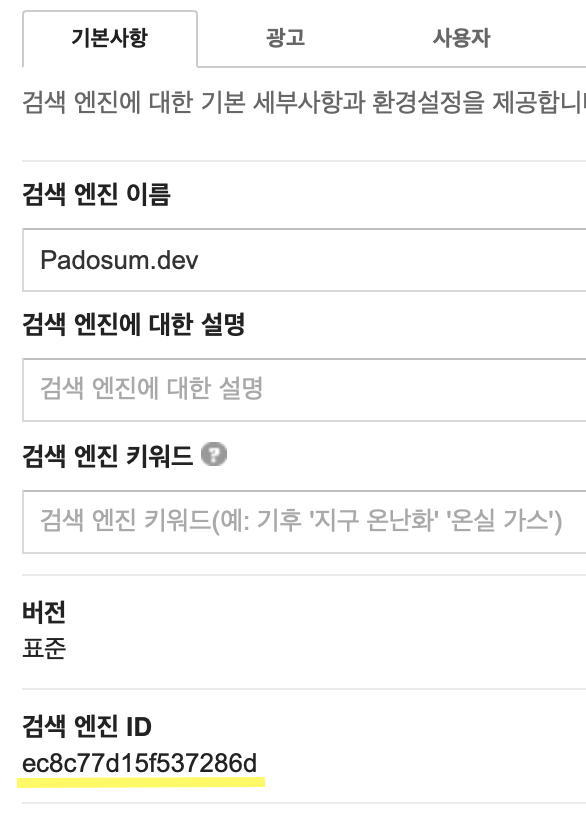 기본사항 광고 사용자
검색 엔진에 대한 기본 세부사항과 환경설정을 제공합니
검색 엔진 이름
Padosum.dev
검색 엔진에 대한 설명
검색 엔진에 대한 설명
검색 엔진 키워드 ?
검색 엔진 키워드(예: 기후 '지구 온난화' '온실 가스')
버전
표준
검색 엔진 ID
ec8c77d15f537286d